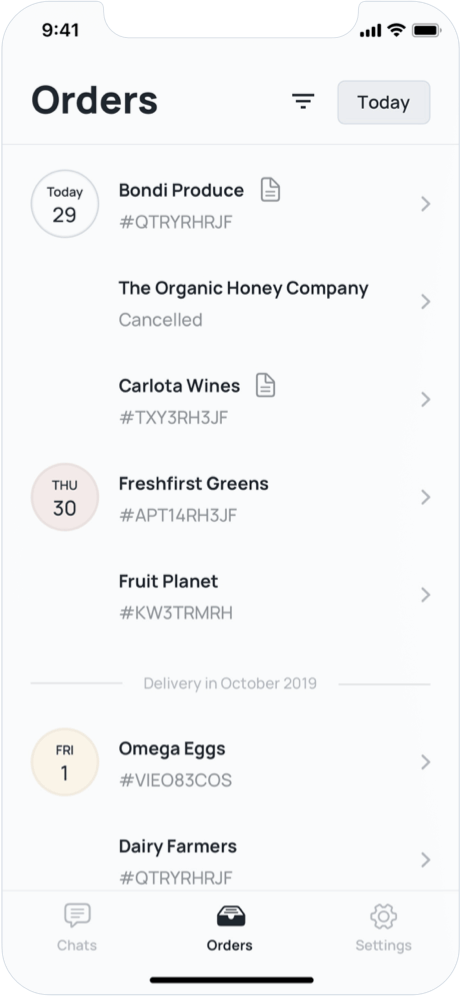 9:41
Orders
Today
Today
29
Bondi Produce
#QTRYRHRJF
The Organic Honey Company
Cancelled
Carlota Wines
#TXY3RH3JF
THU
30
Freshfirst Greens
#APT14RH3JF
Fruit Planet
#KW3TRMRH
Delivery in October 2019
FRI
1
Omega Eggs
#VIEO83COS
Dairy Farmers
#QTRYRHRJF
Chats
Orders
Settings